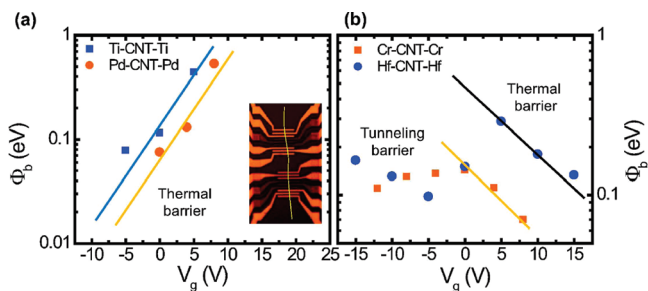 (a)
Ti-CNT-Ti
Pd-CNT-Pd
Thermal
barrier
1
0.1
0.01
Φb (eV)
-10 -5 0 5 10 15 20 25
Vg (V)
(b)
Cr-CNT-Cr
Hf-CNT-Hf
Thermal
barrier
Tunneling
barrier
1
0.1
Φb (eV)
-15 -10 -5 0 5 10 15
Vg (V)